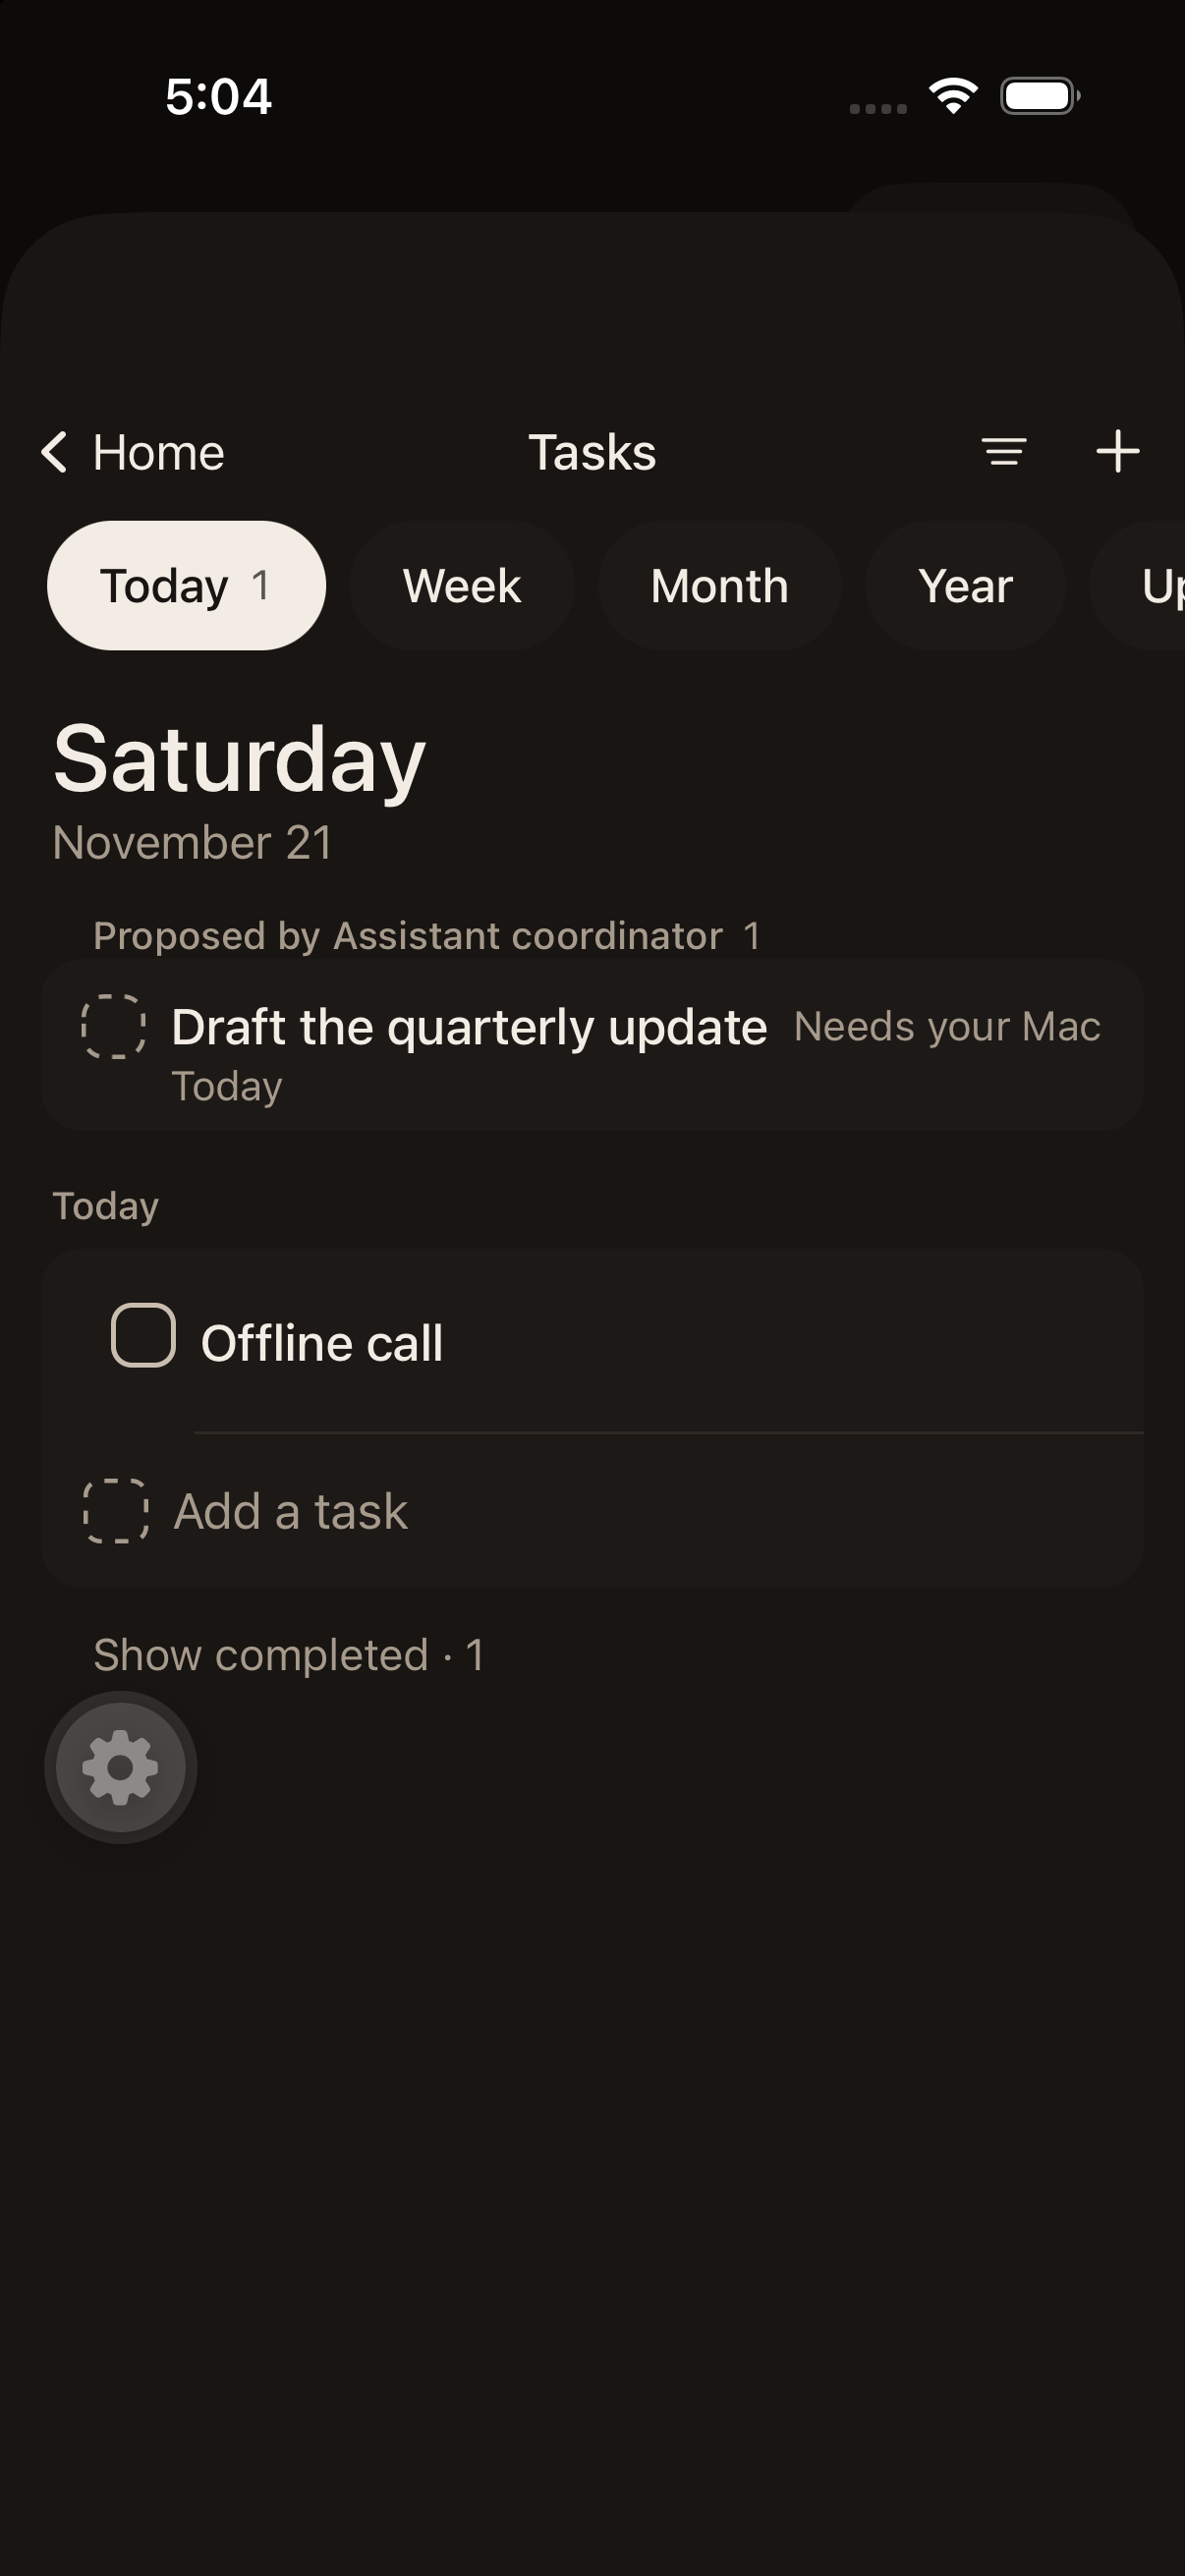 5:04
Home
Tasks
Today 1
Week
Month
Year
Up
Saturday
November 21
Proposed by Assistant coordinator 1
Draft the quarterly update
Needs your Mac
Today
Today
Offline call
Add a task
Show completed · 1